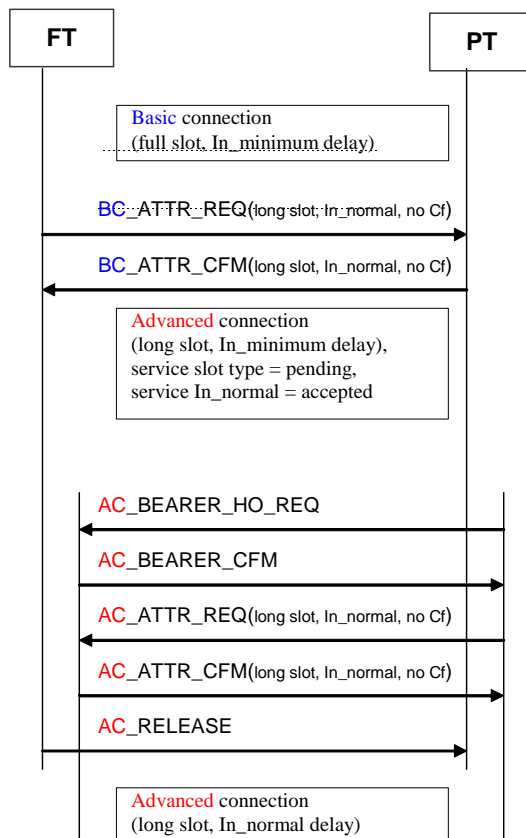 FT
PT
Basic connection
(full slot, In_minimum delay)
BC_ATTR_REQ(long slot, In_normal, no Cf)
BC_ATTR_CFM(long slot, In_normal, no Cf)
Advanced connection
(long slot, In_minimum delay),
service slot type = pending,
service In_normal = accepted
AC_BEARER_HO_REQ
AC_BEARER_CFM
AC_ATTR_REQ(long slot, In_normal, no Cf)
AC_ATTR_CFM(long slot, In_normal, no Cf)
AC_RELEASE
Advanced connection
(long slot, In_normal delay)